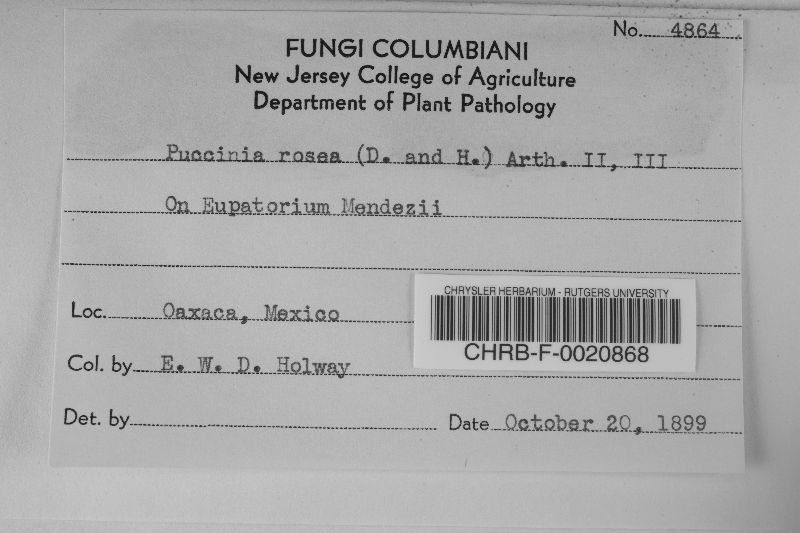 No. 4864
FUNGI COLUMBIANI
New Jersey College of Agriculture
Department of Plant Pathology
Puccinia rosea (D. and H.) Arth. II, III
On Eupatorium Mendezii
Loc. Oaxaca, Mexico
CHRYSLER HERBARIUM - RUTGERS UNIVERSITY
CHRB-F-0020868
Col. by E. W. D. Holway
Det. by
Date October 20, 1899